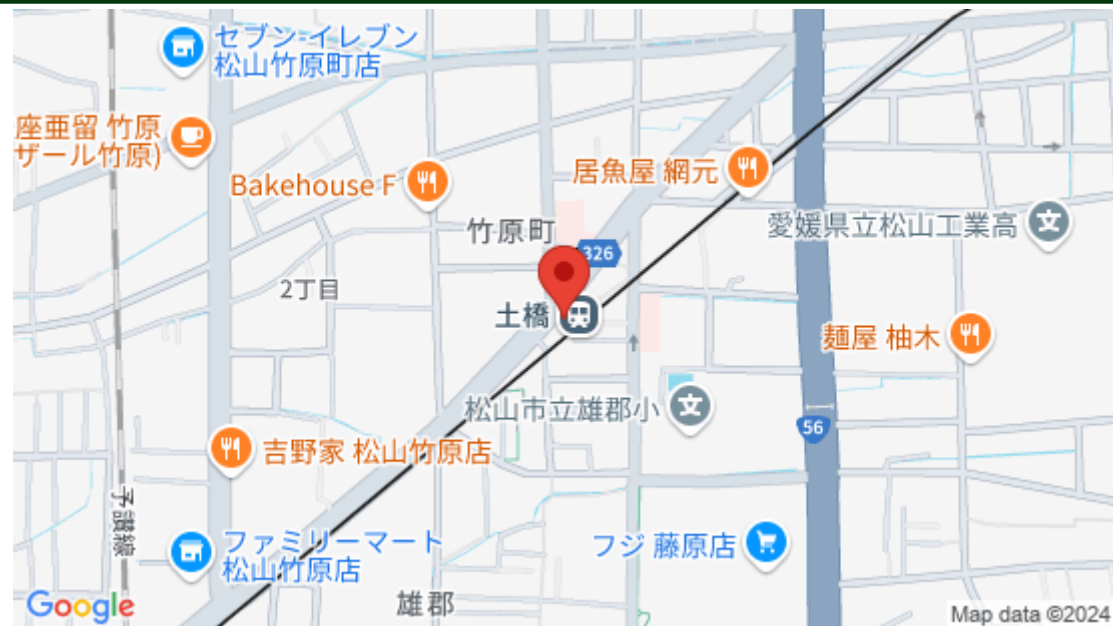 セブン-イレブン
松山竹原町店
座亜留 竹原
ザール竹原)
Bakehouse F
居魚屋 網元
竹原町
愛媛県立松山工業高
文
326
2丁目
土橋
麺屋 柚木
松山市立雄郡小
文
56
吉野家 松山竹原店
予讃線
ファミリーマート
松山竹原店
フジ 藤原店
雄郡
Google
Map data ©2024